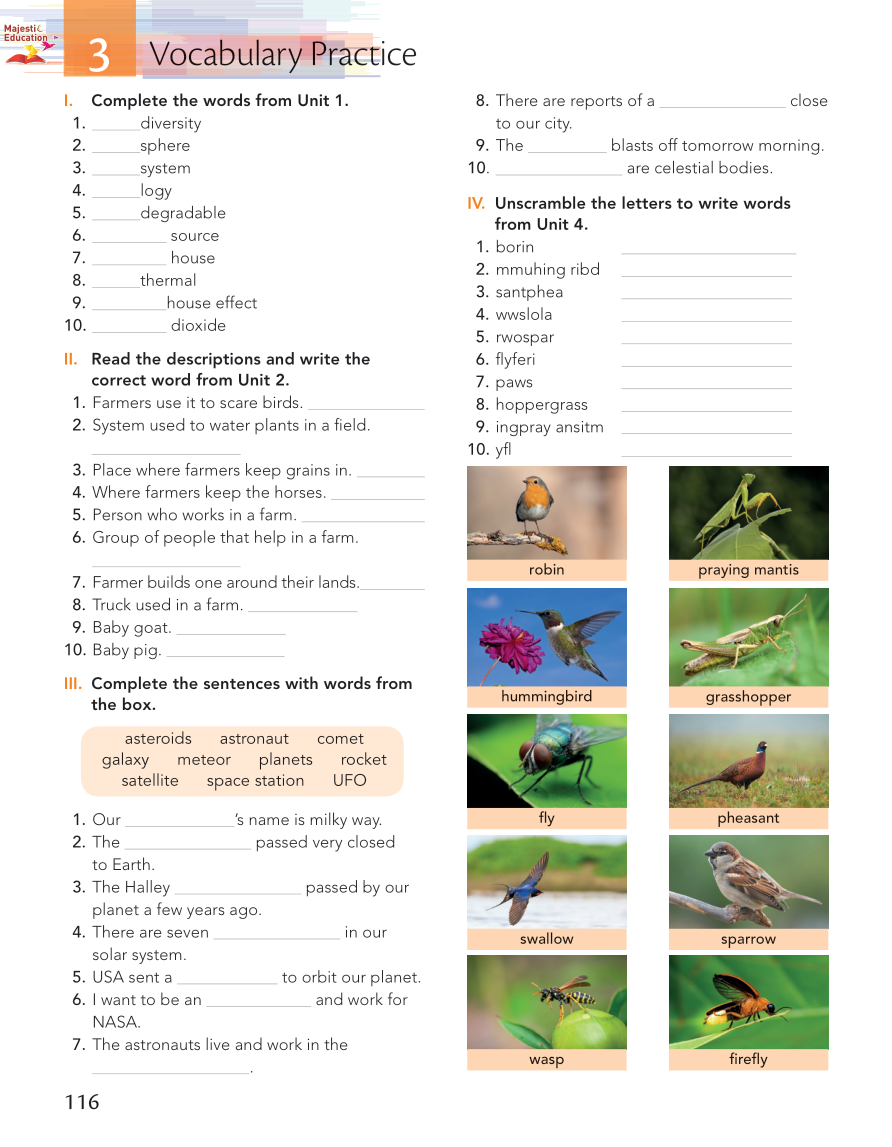 Majestic
Education
3
Vocabulary Practice
I. Complete the words from Unit 1.
1. ______diversity
2. ______sphere
3. ______system
4. ______logy
5. ______degradable
6. _________ source
7. _________ house
8. ______thermal
9. _________house effect
10. _________ dioxide
II. Read the descriptions and write the
correct word from Unit 2.
1. Farmers use it to scare birds. ______________
2. System used to water plants in a field.
__________________
3. Place where farmers keep grains in. ________
4. Where farmers keep the horses. ___________
5. Person who works in a farm. _______________
6. Group of people that help in a farm.
__________________
7. Farmer builds one around their lands.________
8. Truck used in a farm. _____________
9. Baby goat. _____________
10. Baby pig. ______________
III. Complete the sentences with words from
the box.
asteroids astronaut comet
galaxy meteor planets rocket
satellite space station UFO
1. Our _____________'s name is milky way.
2. The _______________ passed very closed
to Earth.
3. The Halley _______________ passed by our
planet a few years ago.
4. There are seven _______________ in our
solar system.
5. USA sent a ____________ to orbit our planet.
6. I want to be an ____________ and work for
NASA.
7. The astronauts live and work in the
___________________.
8. There are reports of a _______________ close
to our city.
9. The _________ blasts off tomorrow morning.
10. _______________ are celestial bodies.
IV. Unscramble the letters to write words
from Unit 4.
1. borin _____________________
2. mmuhing ribd ____________________
3. santphea ____________________
4. wwslola ____________________
5. rwospar ____________________
6. flyferi ____________________
7. paws ____________________
8. hoppergrass ____________________
9. ingpray ansitm ____________________
10. yfl ____________________
robin praying mantis
hummingbird grasshopper
fly pheasant
swallow sparrow
wasp firefly
116